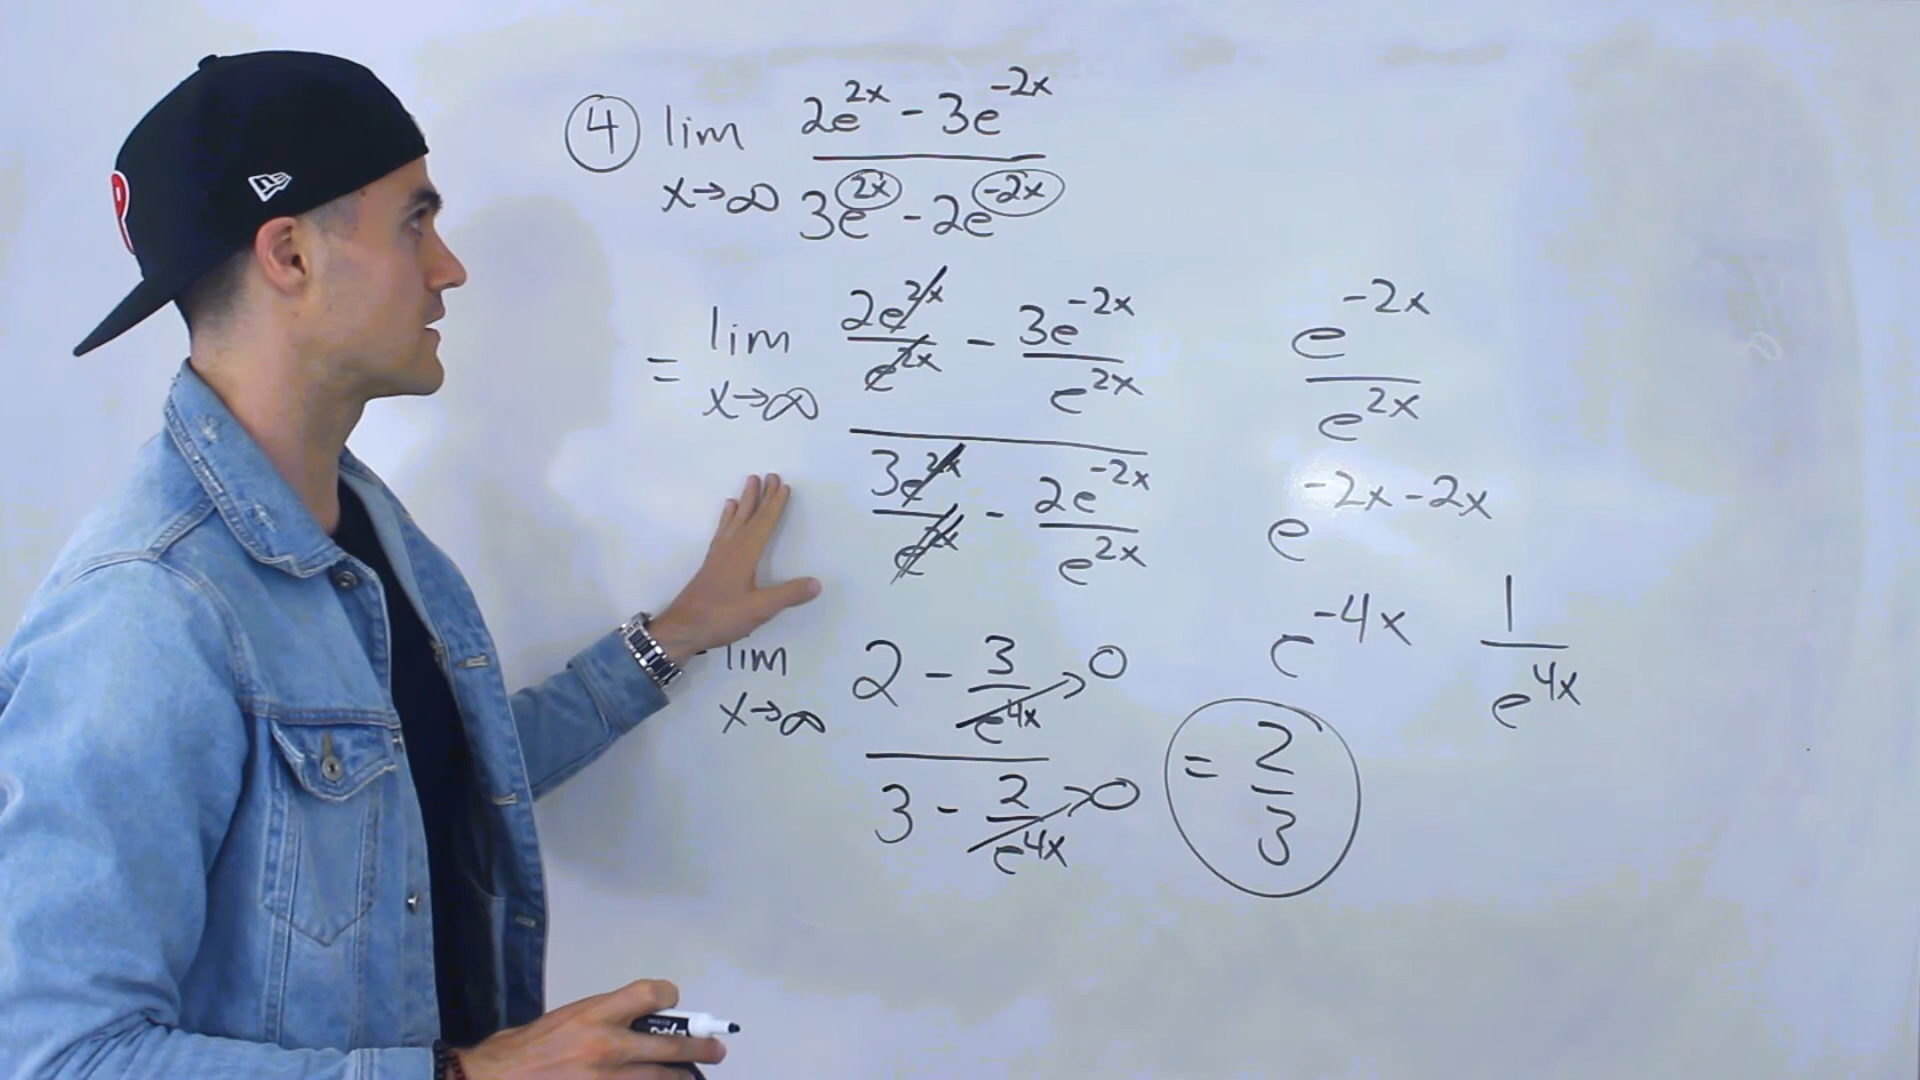 ④ lim 2e^{2x} - 3e^{-2x}
x→∞ 3e^{2x} - 2e^{-2x}
= lim 2e^{2x}/e^{2x} - 3e^{-2x}/e^{2x}
x→∞
3e^{2x}/e^{2x} - 2e^{-2x}/e^{2x}
lim 2 - 3/e^{4x} → 0
x→∞
3 - 2/e^{4x} → 0
= 2/3
e^{-2x}
e^{2x}
e^{-2x-2x}
e^{-4x} 1/e^{4x}